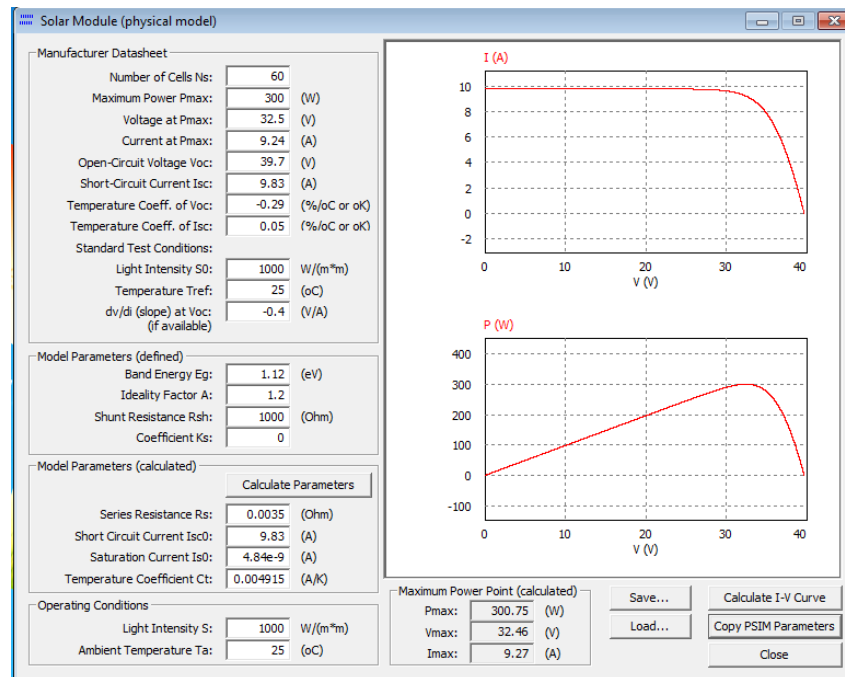 Solar Module (physical model)
Manufacturer Datasheet
Number of Cells Ns: 60
Maximum Power Pmax: 300 (W)
Voltage at Pmax: 32.5 (V)
Current at Pmax: 9.24 (A)
Open-Circuit Voltage Voc: 39.7 (V)
Short-Circuit Current Isc: 9.83 (A)
Temperature Coeff. of Voc: -0.29 (%/oC or oK)
Temperature Coeff. of Isc: 0.05 (%/oC or oK)
Standard Test Conditions:
Light Intensity S0: 1000 W/(m*m)
Temperature Tref: 25 (oC)
dv/di (slope) at Voc: -0.4 (V/A)
(if available)
Model Parameters (defined)
Band Energy Eg: 1.12 (eV)
Ideality Factor A: 1.2
Shunt Resistance Rsh: 1000 (Ohm)
Coefficient Ks: 0
Model Parameters (calculated)
Calculate Parameters
Series Resistance Rs: 0.0035 (Ohm)
Short Circuit Current Isc0: 9.83 (A)
Saturation Current Is0: 4.84e-9 (A)
Temperature Coefficient Ct: 0.004915 (A/K)
Operating Conditions
Light Intensity S: 1000 W/(m*m)
Ambient Temperature Ta: 25 (oC)
I (A)
10
8
6
4
2
0
-2
0 10 20 30 40
V (V)
P (W)
400
300
200
100
0
-100
0 10 20 30 40
V (V)
Maximum Power Point (calculated)
Pmax: 300.75 (W)
Vmax: 32.46 (V)
Imax: 9.27 (A)
Save... Calculate I-V Curve
Load... Copy PSIM Parameters
Close